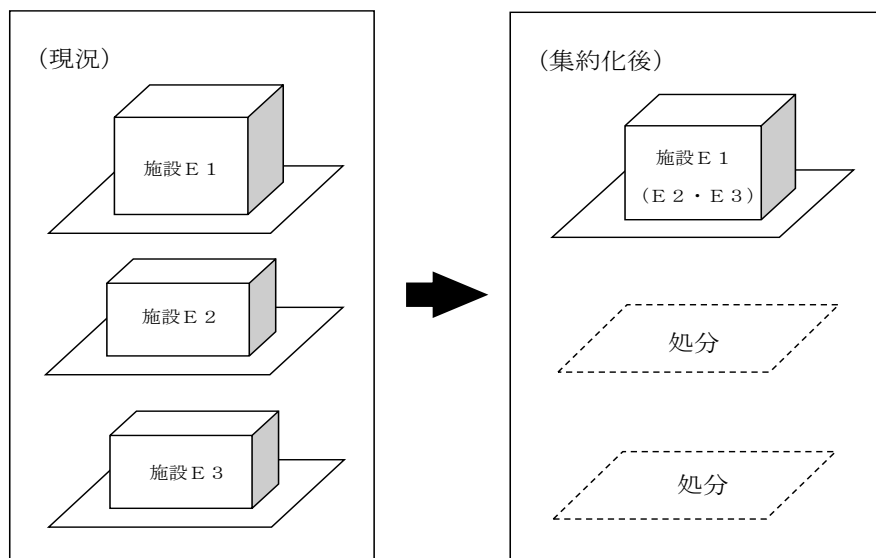 (現況)
施設E1
施設E2
施設E3
(集約化後)
施設E1
(E2・E3)
処分
処分